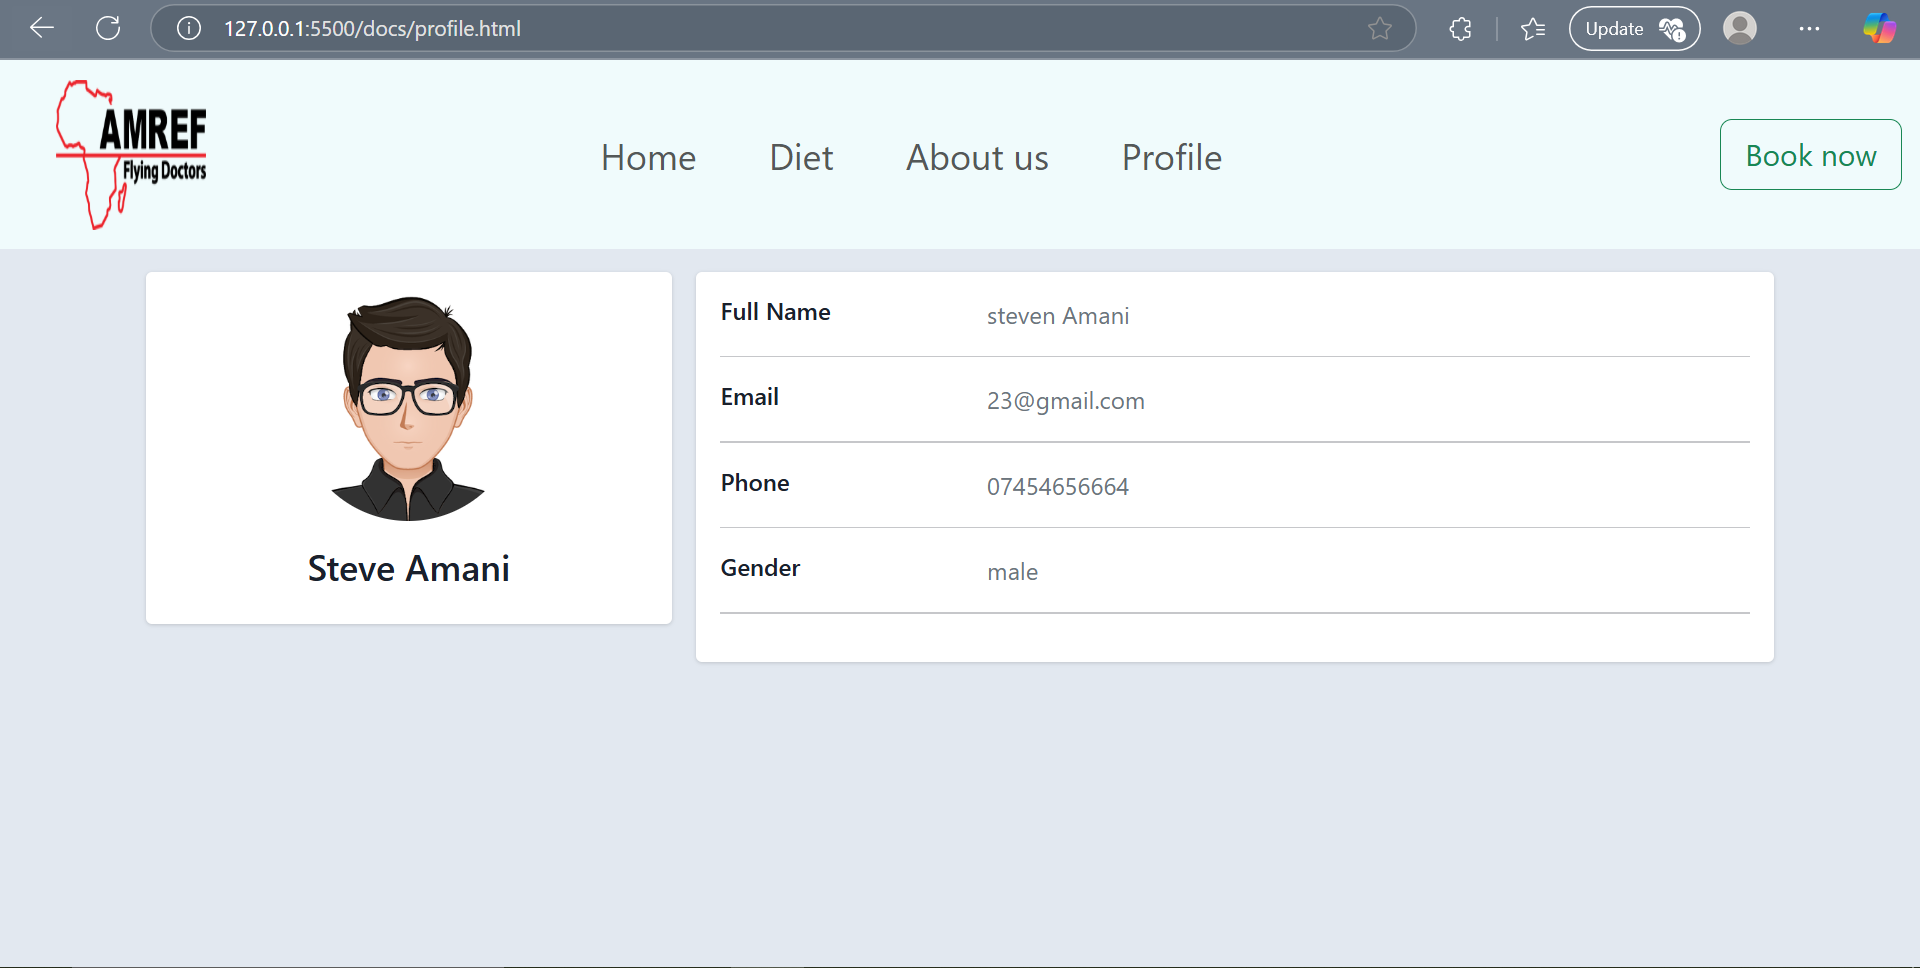 127.0.0.1:5500/docs/profile.html
Update
AMREF
Flying Doctors
Home Diet About us Profile
Book now
Steve Amani
Full Name steven Amani
Email 23@gmail.com
Phone 07454656664
Gender male